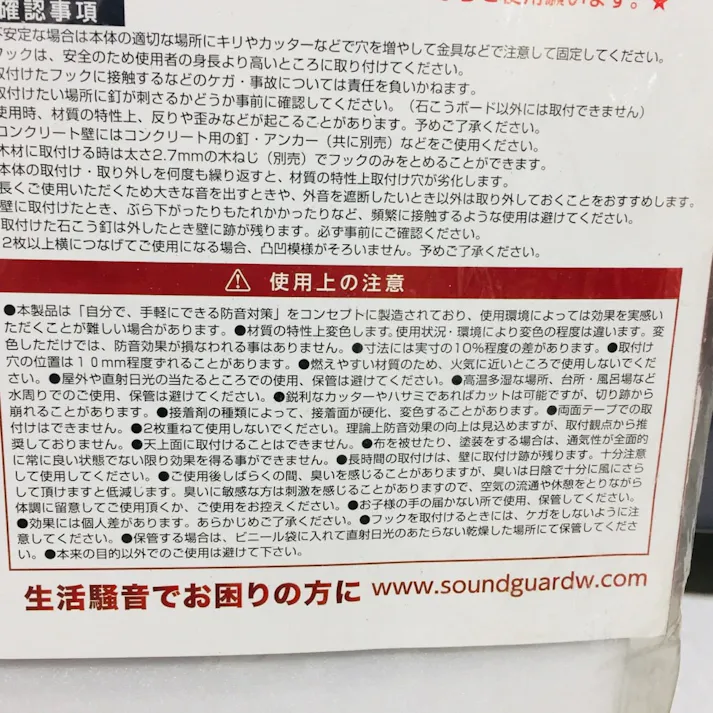 ご使用願います。★
確認事項
不安定な場合は本体の適切な場所にキリやカッターなどで穴を増やして金具などで注意して固定してください。
フックは、安全のため使用者の身長より高いところに取り付けてください。
取付けたフックに接触するなどのケガ・事故については責任を負いかねます。
取付けたい場所に釘が刺さるかどうか事前に確認してください。（石こうボード以外には取付できません）
使用時、材質の特性上、反りや歪みなどが起こることがあります。予めご了承ください。
コンクリート壁にはコンクリート用の釘・アンカー（共に別売）などをご使用ください。
木材に取付ける時は太さ2.7mmの木ねじ（別売）でフックのみをとめることができます。
本体の取付け・取り外しを何度も繰り返すと、材質の特性上取付け穴が劣化します。
長くご使用いただくため大きな音を出すときや、外音を遮断したい時以外は取り外しておくことをおすすめします。
壁に取付けたとき、ぶら下がったりもたれかかったりなど、頻繁に接触するような使用は避けてください。
取付けた石こう釘は外したとき壁に跡が残ります。必ず事前にご確認ください。
2枚以上横につなげてご使用になる場合、凸凹模様がそろいません。予めご了承ください。
⚠ 使用上の注意
●本製品は「自分で、手軽にできる防音対策」をコンセプトに製造されており、使用環境によっては効果を実感い
ただくことが難しい場合があります。●材質の特性上変色します。使用状況・環境により変色の程度は違います。変
色しただけでは、防音効果が損なわれる事はありません。●寸法には実寸の10%程度の差があります。●取付け
穴の位置は10mm程度ずれることがあります。●燃えやすい材質のため、火気に近いところで使用しないでくだ
さい。●屋外や直射日光の当たるところでの使用、保管は避けてください。●高温多湿な場所、台所・風呂場など
水周りでのご使用、保管は避けてください。●鋭利なカッターやハサミであればカットは可能ですが、切り跡から
崩れることがあります。●接着剤の種類によって、接着面が硬化、変色することがあります。●両面テープでの取
付けはできません。●2枚重ねて使用しないでください。理論上防音効果の向上は見込めますが、取付観点から推
奨しておりません。●天上面に取付けることはできません。●布を被せたり、塗装をする場合は、通気性が全面的
に常に良い状態でない限り効果を得る事ができません。●長時間の取付けは、壁に取付け跡が残ります。十分注意
して使用してください。●ご使用後しばらくの間、臭いを感じることがありますが、臭いは日陰で十分に風にさら
して頂けますと低減じます。臭いに敏感な方は刺激を感じることがありますので、空気の流通や休憩をとりながら
体調に留意してご使用頂くか、ご使用をお控えください。●お子様の手の届かない所で使用、保管してください。
●効果には個人差があります。あらかじめご了承ください。●フックを取付けるときには、ケガをしないように注
意してください。●保管する場合は、ビニール袋に入れて直射日光のあたらない乾燥した場所にて保管してくださ
い。●本来の目的以外でのご使用は避けて下さい。
生活騒音でお困りの方に www.soundguardw.com